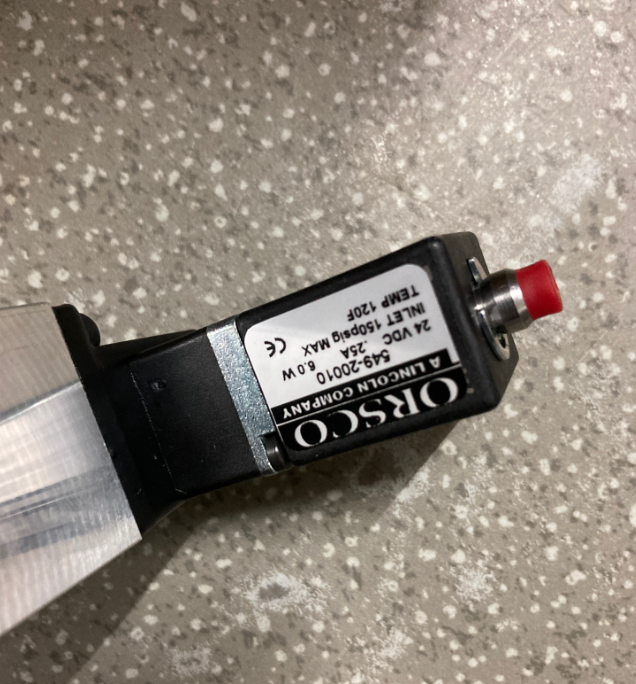 ORSCO
A LINCOLN COMPANY
549-20010
24 VDC .25A 6.0 W
INLET 150psig MAX
TEMP 120F CE